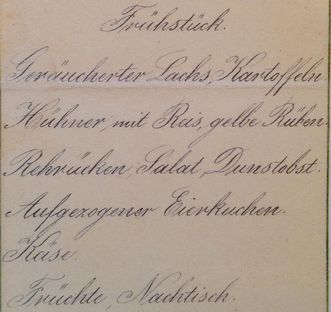 Frühstück.
Geräucherter Lachs, Kartoffeln
Hühner mit Reis, gelbe Rüben.
Rehrücken, Salat, Dunstobst.
Aufgezogener Eierkuchen.
Käse.
Früchte, Nachtisch.